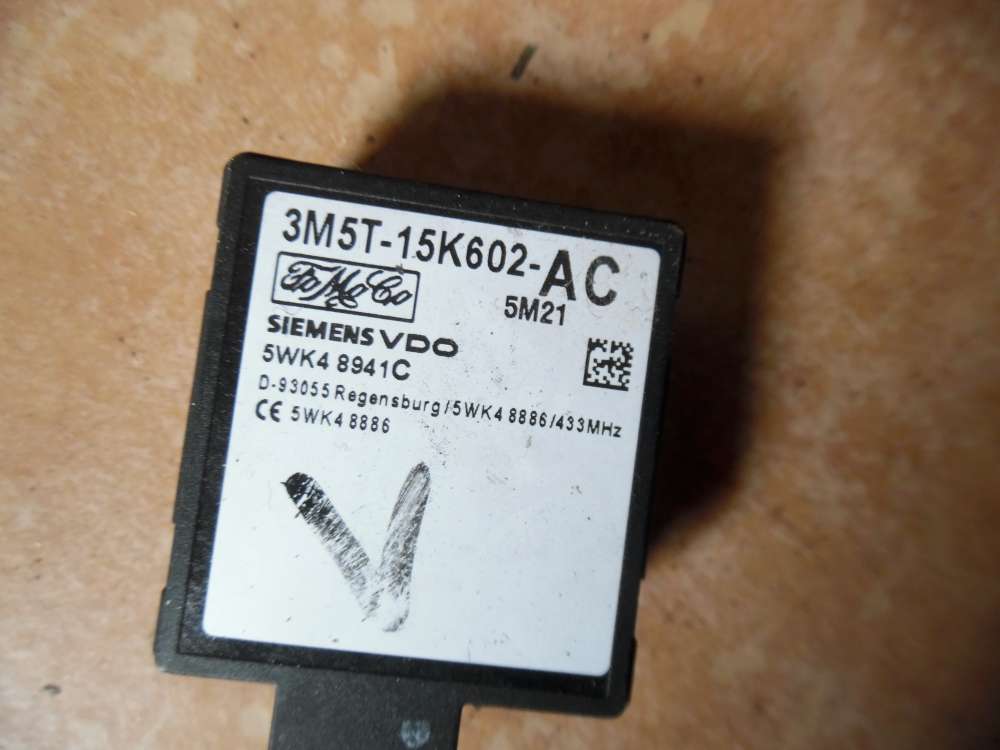 3M5T-15K602-AC
FoMoCo
5M21
SIEMENS VDO
5WK4 8941C
D-93055 Regensburg/5WK4 8886/433MHz
CE 5WK4 8886